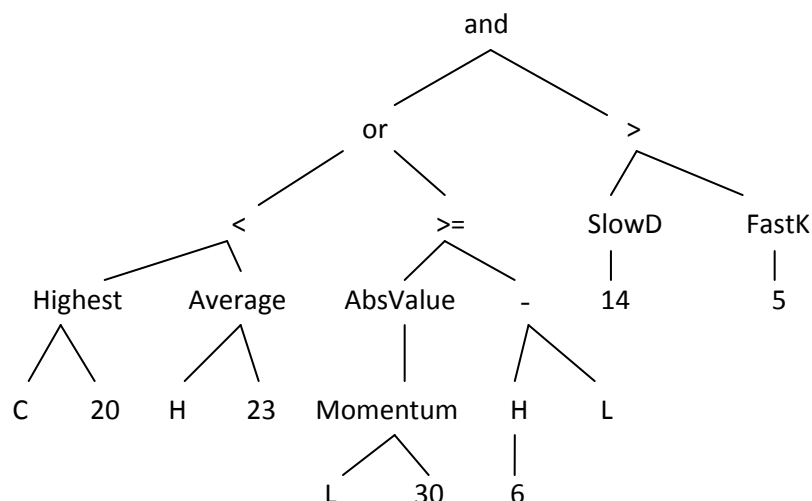 and
or >
< >= SlowD FastK
Highest Average AbsValue - 14 5
C 20 H 23 Momentum H L
L 30 6